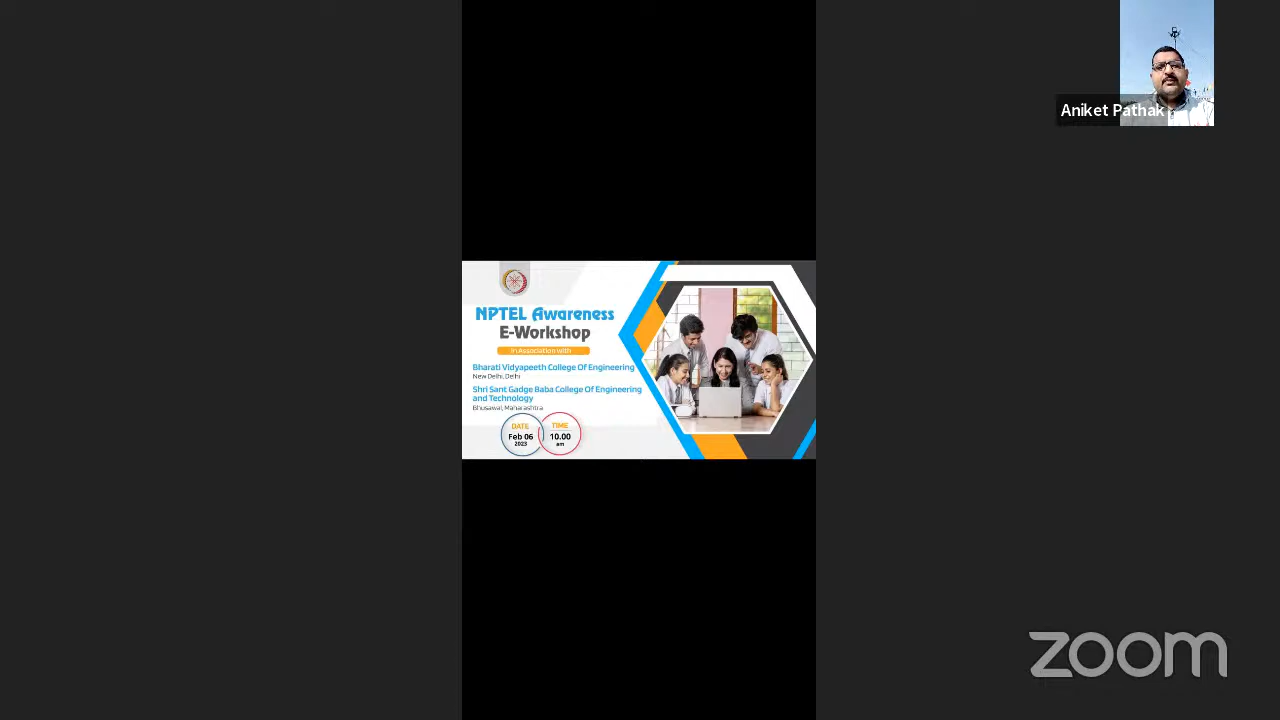 Aniket Pathak
NPTEL Awareness
E-Workshop
In Association with
Bharati Vidyapeeth College Of Engineering
New Delhi, Delhi
Shri Sant Gadge Baba College Of Engineering
and Technology
Bhusawal, Maharashtra
DATE
Feb 06
2023
TIME
10.00
am
zoom